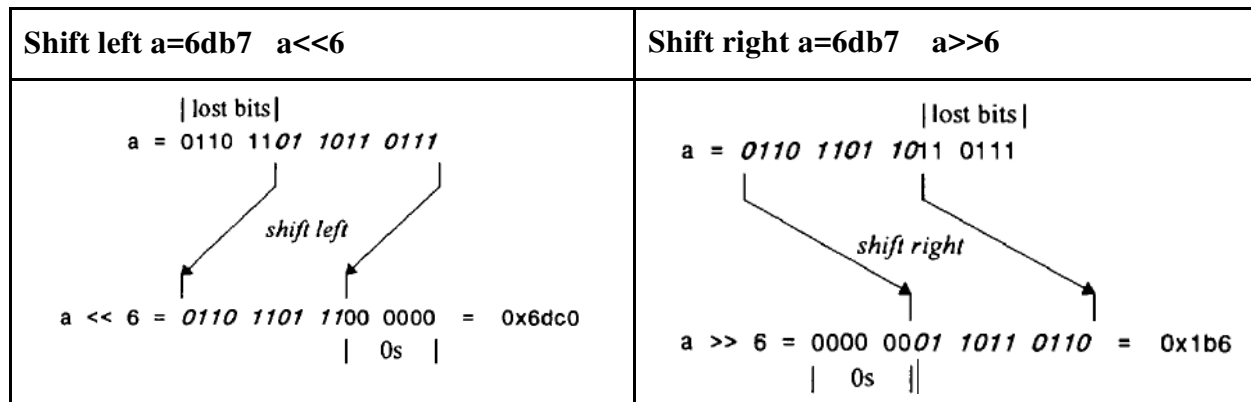 Shift left a=6db7 a<<6
|lost bits|
a = 0110 1101 1011 0111
shift left
a << 6 = 0110 1101 1100 0000 = 0x6dc0
| 0s |
Shift right a=6db7 a>>6
|lost bits|
a = 0110 1101 1011 0111
shift right
a >> 6 = 0000 0001 1011 0110 = 0x1b6
| 0s |